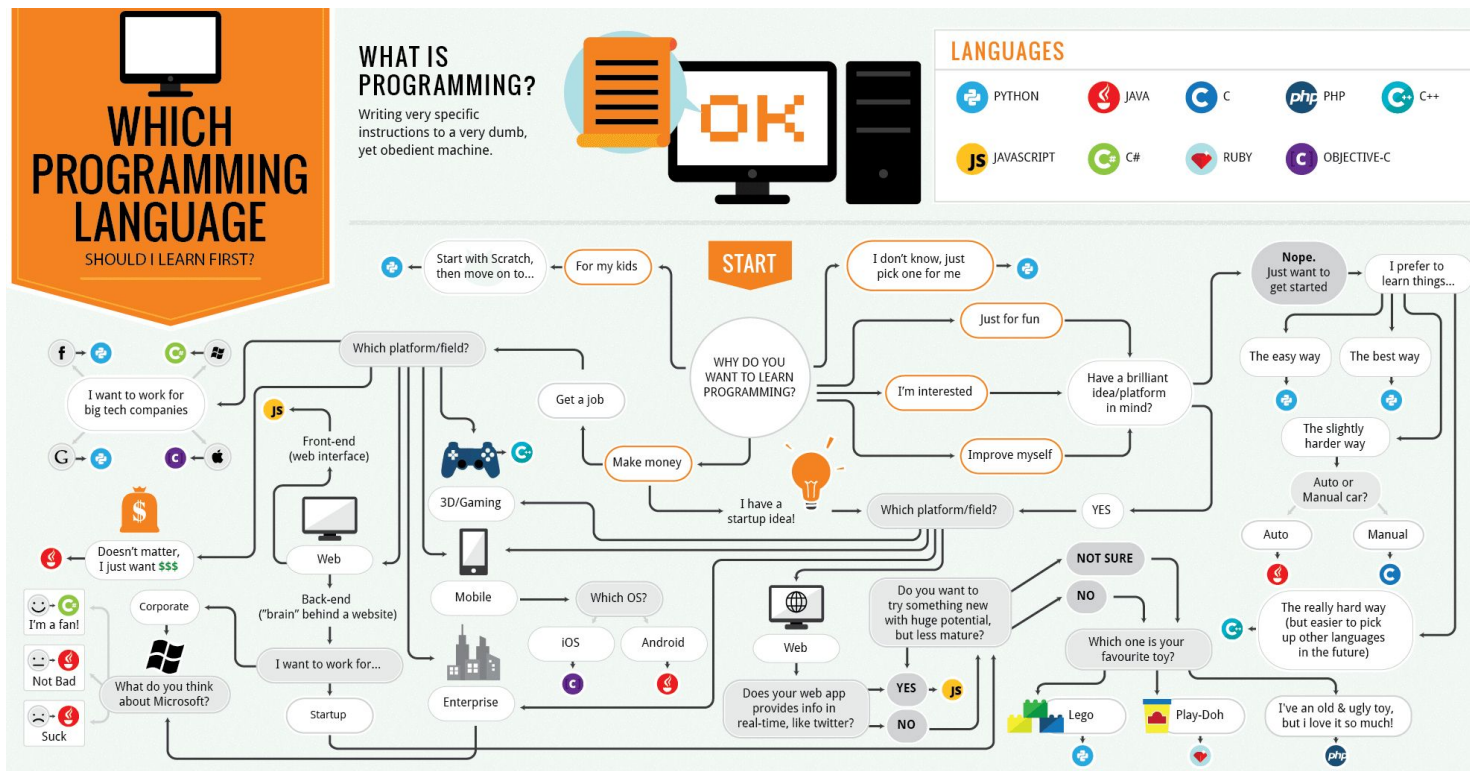 WHICH
PROGRAMMING
LANGUAGE
SHOULD I LEARN FIRST?
WHAT IS
PROGRAMMING?
Writing very specific
instructions to a very dumb,
yet obedient machine.
OK
LANGUAGES
PYTHON
JAVA
C
C
php
PHP
C++
C++
JS
JAVASCRIPT
C#
C#
RUBY
C
OBJECTIVE-C
START
WHY DO YOU
WANT TO LEARN
PROGRAMMING?
For my kids
Start with Scratch,
then move on to...
I don't know, just
pick one for me
Just for fun
I'm interested
Improve myself
Have a brilliant
idea/platform
in mind?
Nope.
Just want to
get started
I prefer to
learn things...
The easy way
The best way
The slightly
harder way
Auto or
Manual car?
Auto
Manual
C
The really hard way
(but easier to pick
up other languages
in the future)
C++
YES
Which platform/field?
I have a
startup idea!
Make money
Get a job
Which platform/field?
I want to work for
big tech companies
f
C#
G
C
Doesn't matter,
I just want $$$
$
JS
Front-end
(web interface)
Web
Back-end
("brain" behind a website)
I want to work for...
Corporate
Startup
What do you think
about Microsoft?
C#
I'm a fan!
Not Bad
Suck
C++
3D/Gaming
Mobile
Which OS?
iOS
C
Android
Enterprise
Web
Does your web app
provides info in
real-time, like twitter?
YES
JS
NO
Do you want to
try something new
with huge potential,
but less mature?
NOT SURE
NO
Which one is your
favourite toy?
Lego
Play-Doh
I've an old & ugly toy,
but i love it so much!
php